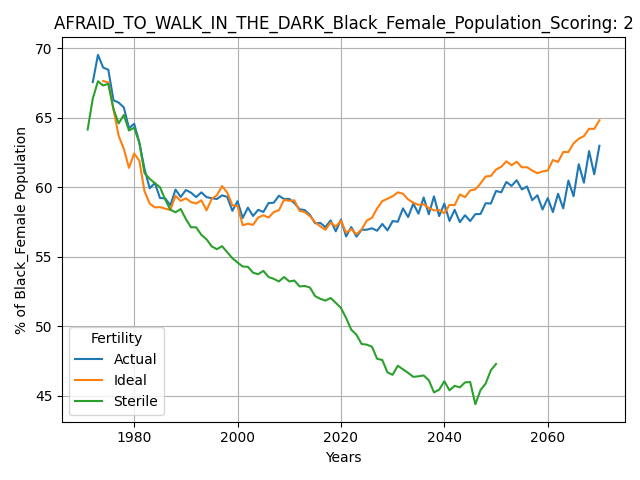 AFRAID_TO_WALK_IN_THE_DARK_Black_Female_Population_Scoring: 2
70
65
60
55
50
45
% of Black_Female Population
Fertility
Actual
Ideal
Sterile
1980
2000
2020
2040
2060
Years